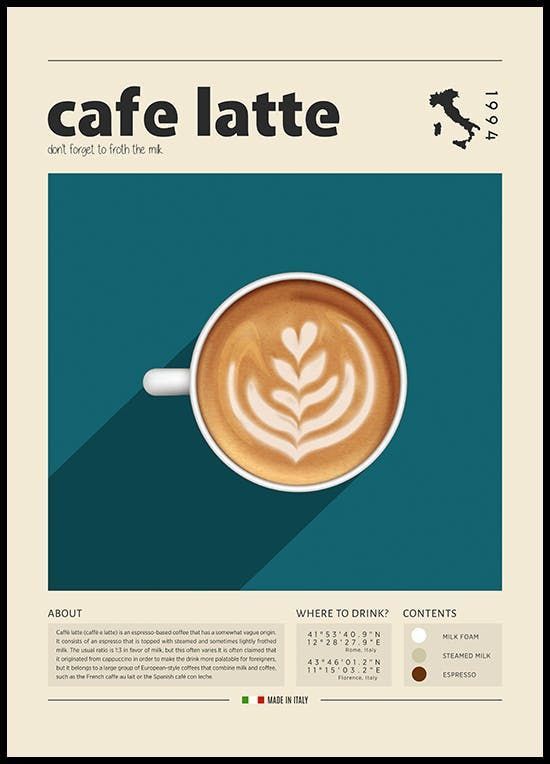 cafe latte
don't forget to froth the milk
1994
ABOUT
Caffè latte (caffè e latte) is an espresso-based coffee that has a somewhat vague origin.
It consists of espresso that is topped with steamed and sometimes lightly frothed
milk. The usual ratio is 1:3 in favor of milk, but this often varies It is often claimed that
it originated from cappuccino in order to make the drink more palatable for foreigners,
but it belongs to a large group of European-style coffees that combine milk and coffee,
such as the French caffe au lait or the Spanish café con leche.
WHERE TO DRINK?
41°53'40.9"N
12°28'27.9"E
Rome, Italy
43°46'01.2"N
11°15'03.2"E
Florence, Italy
CONTENTS
MILK FOAM
STEAMED MILK
ESPRESSO
MADE IN ITALY